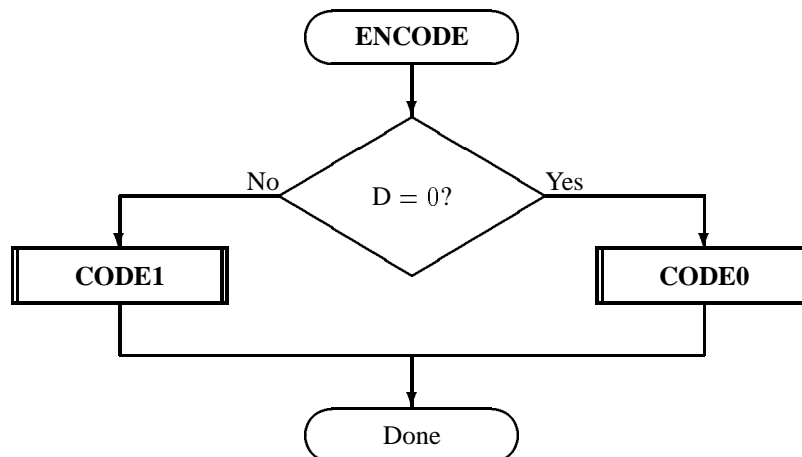 ENCODE
No
D = 0?
Yes
CODE1
CODE0
Done